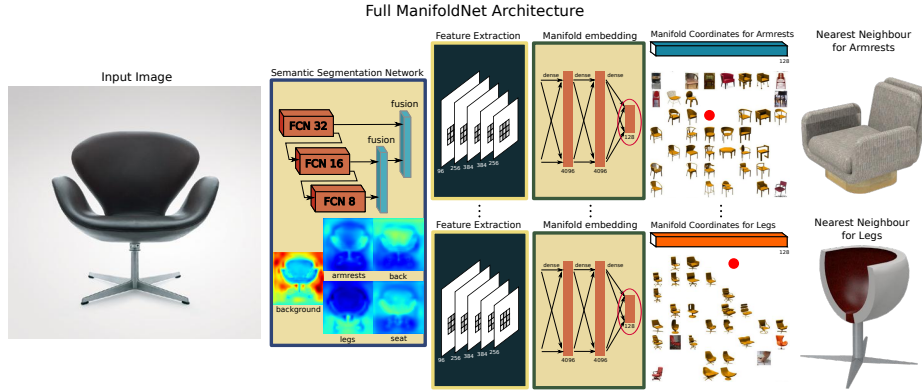 Full ManifoldNet Architecture
Input Image
Semantic Segmentation Network
FCN 32
FCN 16
FCN 8
fusion
fusion
background
armrests
back
legs
seat
Feature Extraction
96 256 384 384 256
Manifold embedding
dense dense dense
4096 4096
128
Manifold Coordinates for Armrests
128
Nearest Neighbour
for Armrests
Feature Extraction
96 256 384 384 256
Manifold embedding
dense dense dense
4096 4096
128
Manifold Coordinates for Legs
128
Nearest Neighbour
for Legs